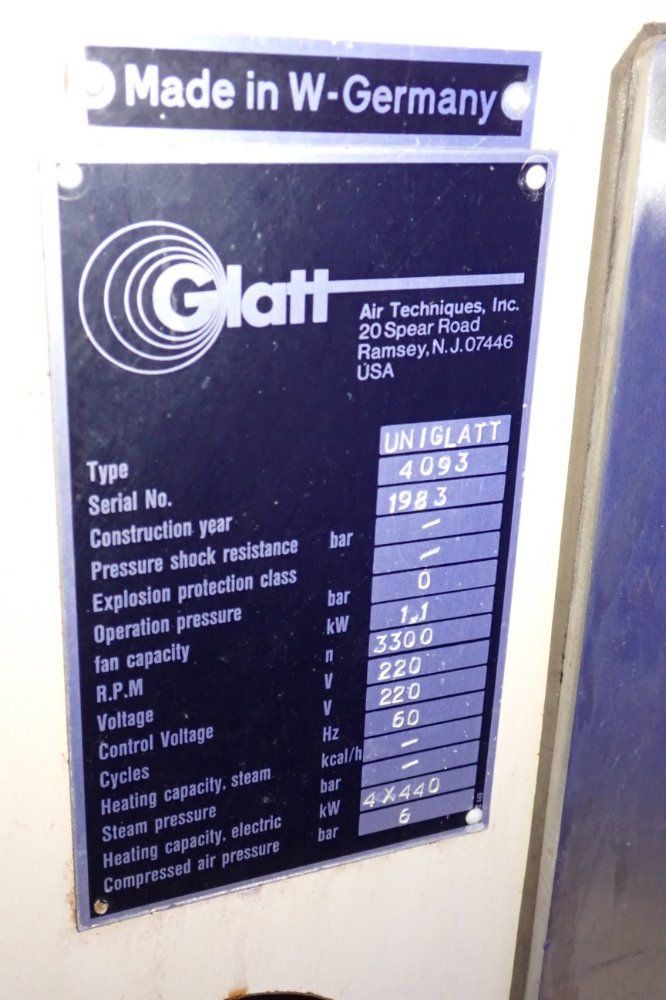 Made in W-Germany
Glatt
Air Techniques, Inc.
20 Spear Road
Ramsey, N.J. 07446
USA
Type UNIGLATT
Serial No. 4093
Construction year 1983
Pressure shock resistance bar –
Explosion protection class –
Operation pressure bar 0
fan capacity kW 1.1
R.P.M n 3300
Voltage V 220
Control Voltage V 220
Cycles Hz 60
Heating capacity, steam kcal/h –
Steam pressure bar –
Heating capacity, electric kW 4X440
Compressed air pressure bar 6